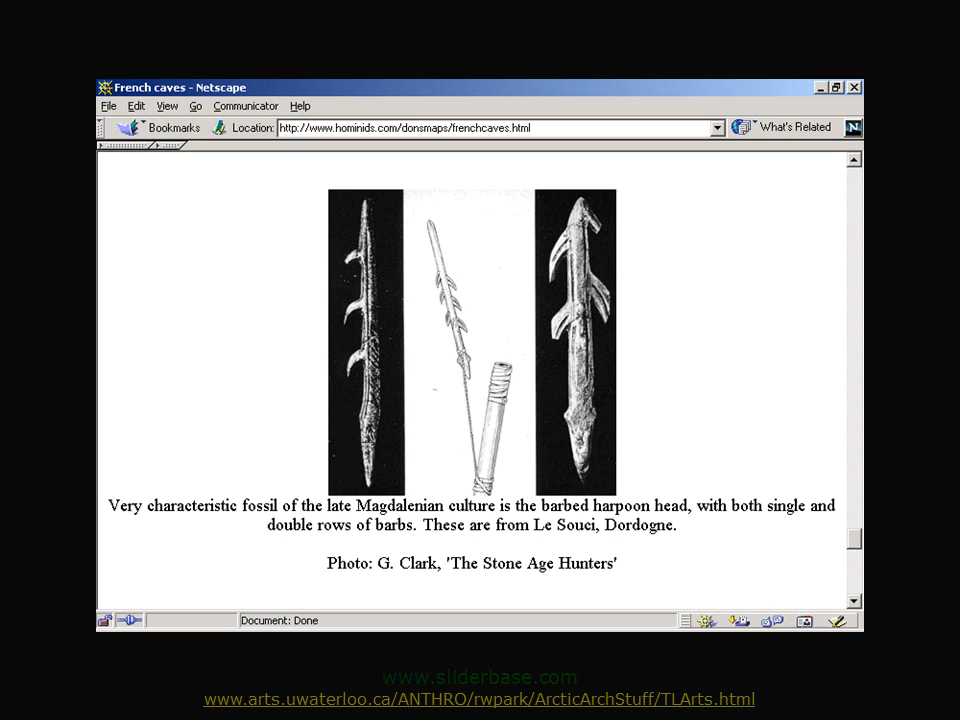 French caves - Netscape
File Edit View Go Communicator Help
Bookmarks Location: http://www.hominids.com/donsmaps/frenchcaves.html What's Related N
Very characteristic fossil of the late Magdalenian culture is the barbed harpoon head, with both single and
double rows of barbs. These are from Le Souci, Dordogne.
Photo: G. Clark, 'The Stone Age Hunters'
Document: Done
www.sliderbase.com
www.arts.uwaterloo.ca/ANTHRO/rwpark/ArcticArchStuff/TLArts.html